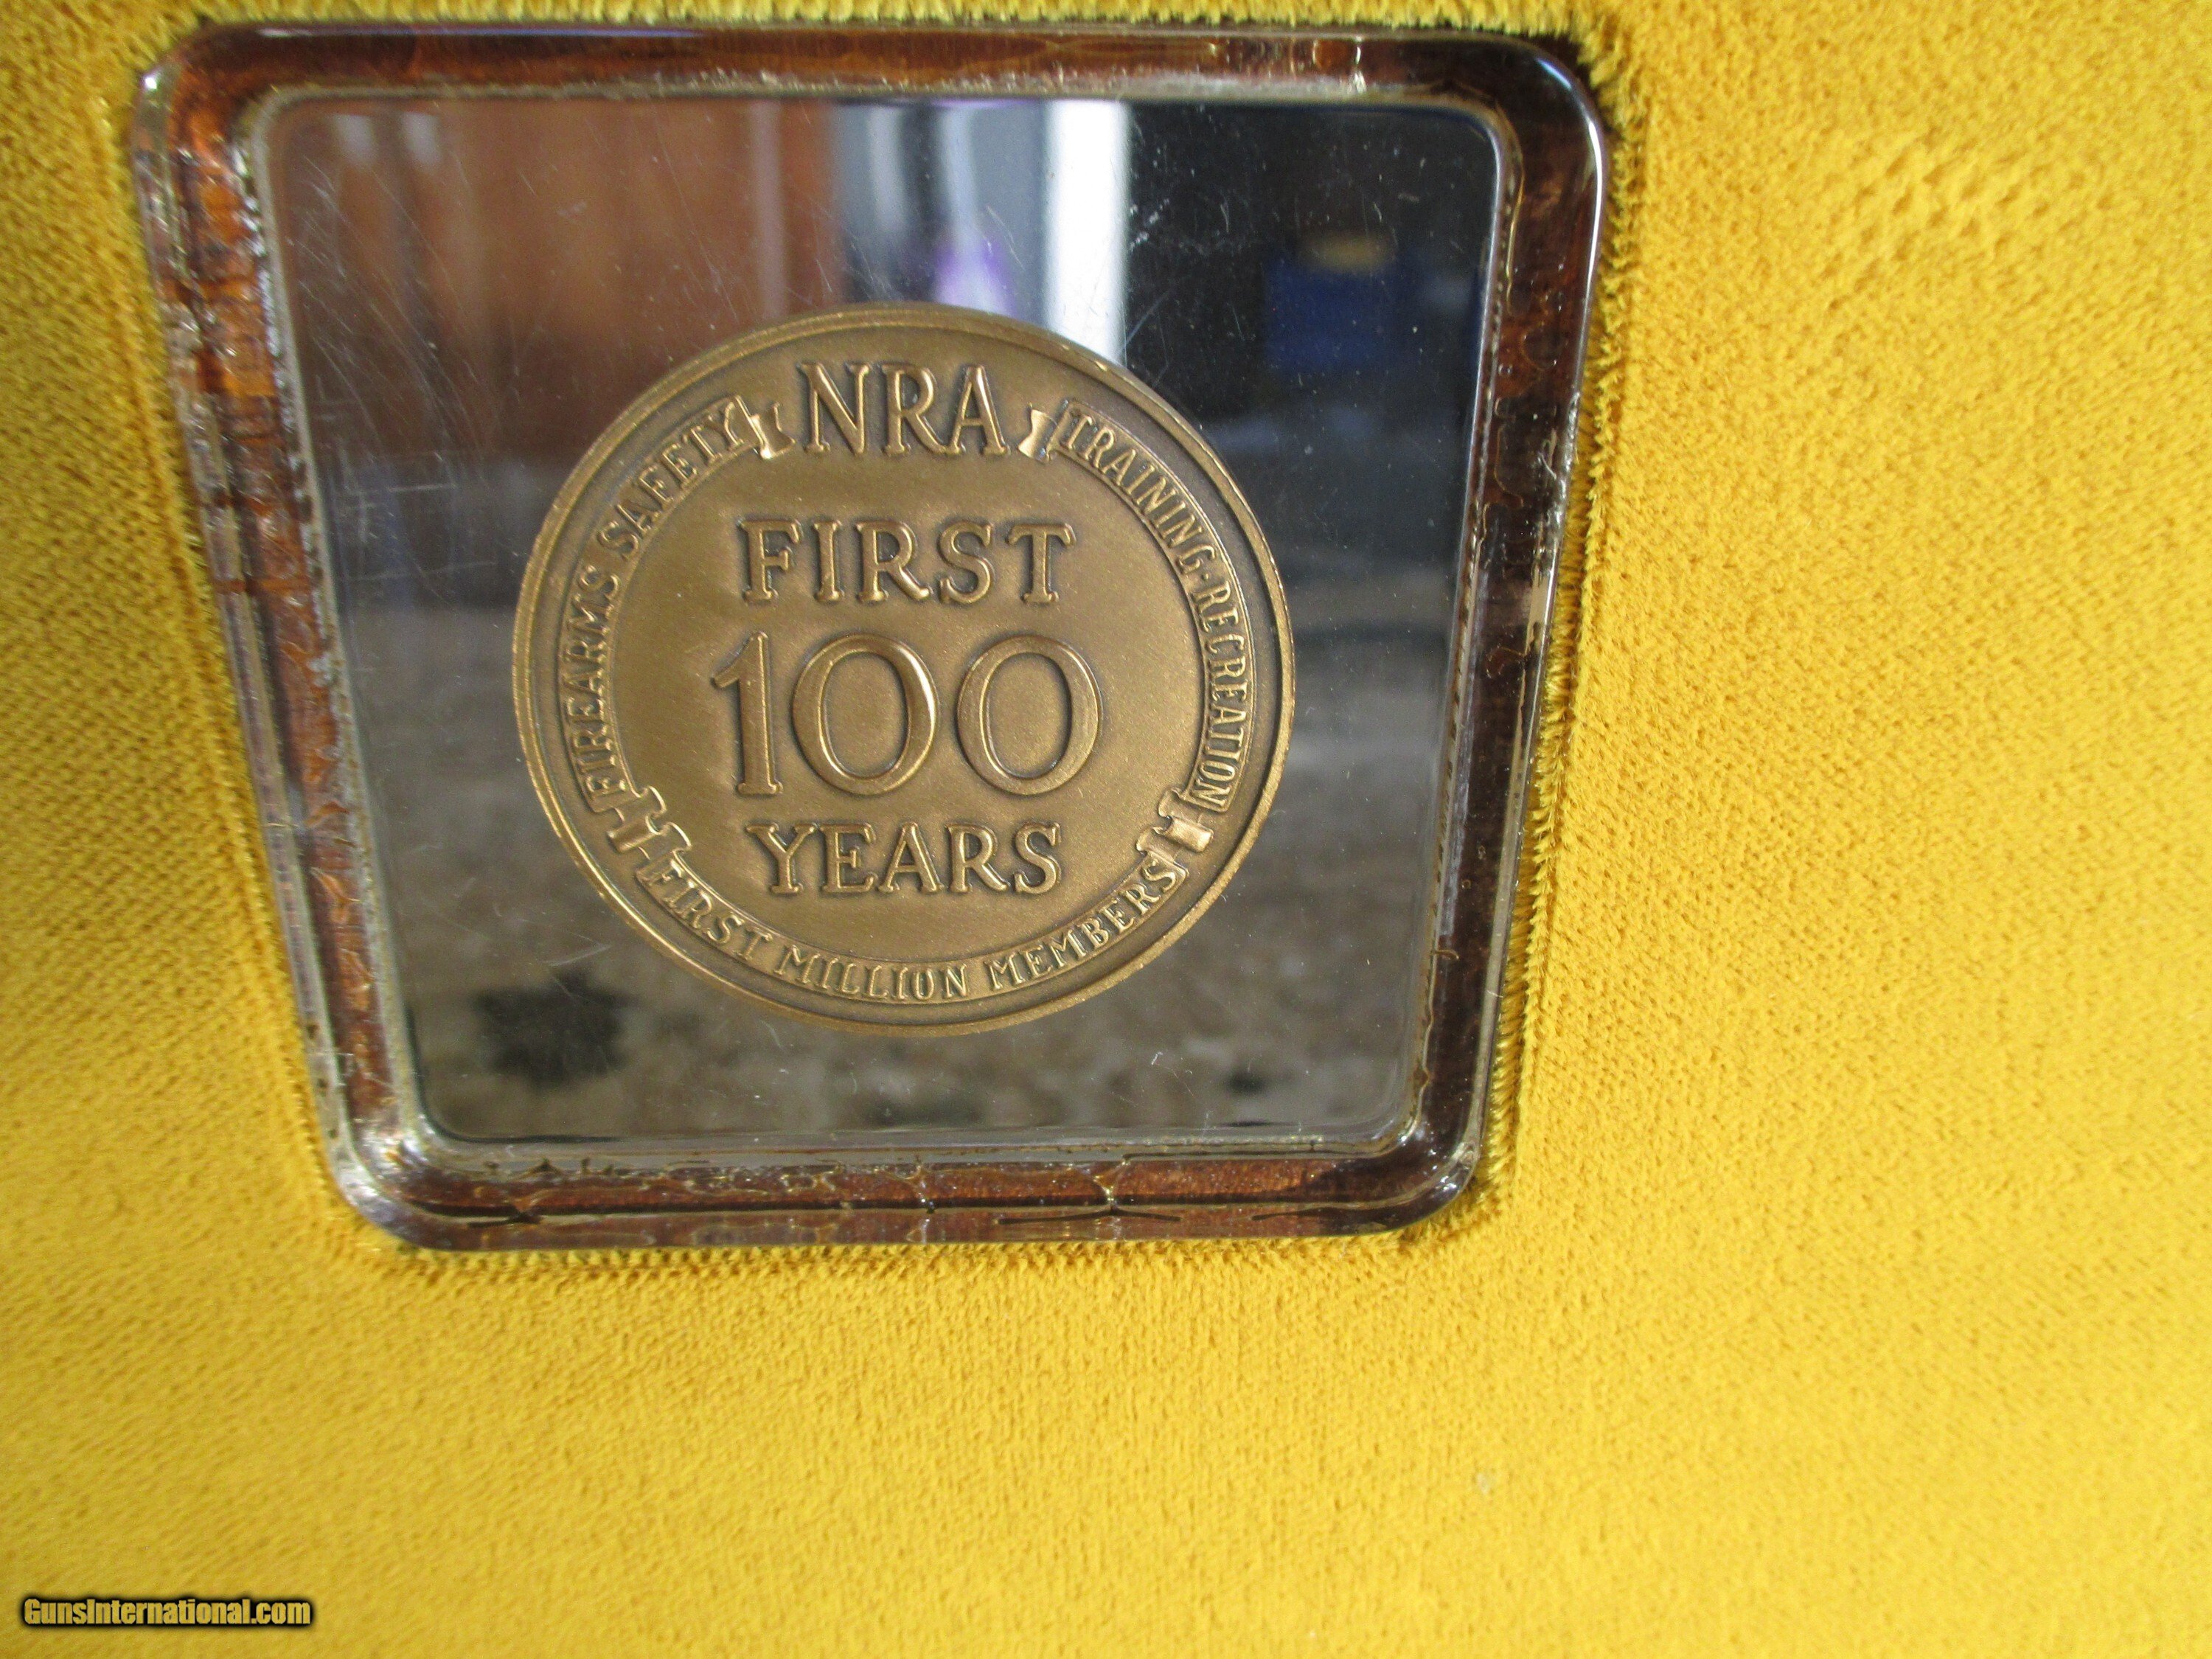 NRA
FIREARMS SAFETY
TRAINING·RECREATION
FIRST
100
YEARS
FIRST MILLION MEMBERS
GunsInternational.com